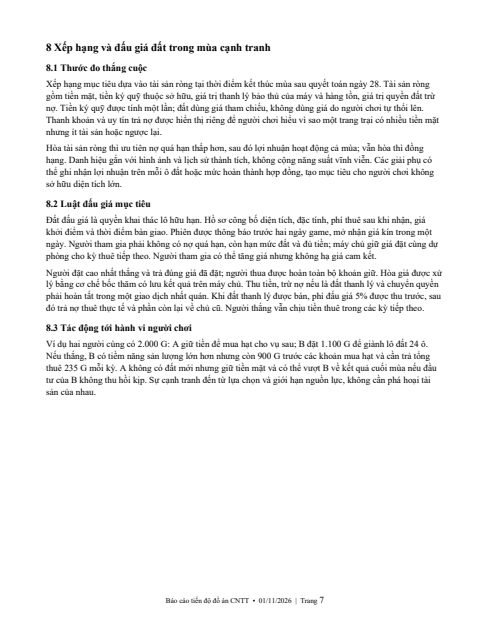 8 Xếp hạng và đấu giá đất trong mùa cạnh tranh
8.1 Thước đo thắng cuộc
Xếp hạng mục tiêu dựa vào tài sản ròng tại thời điểm kết thúc mùa sau quyết toán ngày 28. Tài sản ròng
gồm tiền mặt, tiền ký quỹ thuộc sở hữu, giá trị thanh lý bảo thủ của máy và hàng tồn, giá trị quyền đất trừ
nợ. Tiền ký quỹ được tính một lần; đất dùng giá tham chiếu, không dùng giá do người chơi tự thổi lên.
Thanh khoản và uy tín trả nợ được hiển thị riêng để người chơi hiểu vì sao một trang trại có nhiều tiền mặt
nhưng ít tài sản hoặc ngược lại.
Hòa tài sản ròng thì ưu tiên nợ quá hạn thấp hơn, sau đó lợi nhuận hoạt động cả mùa; vẫn hòa thì đồng
hạng. Danh hiệu gắn với hình ảnh và lịch sử thành tích, không cộng năng suất vĩnh viễn. Các giải phụ có
thể ghi nhận lợi nhuận trên mỗi ô đất hoặc mức hoàn thành hợp đồng, tạo mục tiêu cho người chơi không
sở hữu diện tích lớn.
8.2 Luật đấu giá mục tiêu
Đất đấu giá là quyền khai thác lô hữu hạn. Hồ sơ công bố diện tích, đặc tính, phí thuê sau khi nhận, giá
khởi điểm và thời điểm bàn giao. Phiên được thông báo trước hai ngày game, mở nhận giá kín trong một
ngày. Người tham gia phải không có nợ quá hạn, còn hạn mức đất và đủ tiền; máy chủ giữ giá đặt cùng dự
phòng cho kỳ thuê tiếp theo. Người tham gia có thể tăng giá nhưng không hạ giá cam kết.
Người đặt cao nhất thắng và trả đúng giá đã đặt; người thua được hoàn toàn bộ khoản giữ. Hòa giá được xử
lý bằng cơ chế bốc thăm có lưu kết quả trên máy chủ. Thu tiền, trừ nợ nếu là đất thanh lý và chuyển quyền
phải hoàn tất trong một giao dịch nhất quán. Khi đất thanh lý được bán, phí đấu giá 5% được thu trước, sau
đó trả nợ thuê thực tế và phần còn lại về chủ cũ. Người thắng vẫn chịu tiền thuê trong các kỳ tiếp theo.
8.3 Tác động tới hành vi người chơi
Ví dụ hai người cùng có 2.000 G: A giữ tiền để mua hạt cho vụ sau; B đặt 1.100 G để giành lô đất 24 ô.
Nếu thắng, B có tiềm năng sản lượng lớn hơn nhưng còn 900 G trước các khoản mua hạt và cần trả tổng
thuê 235 G mỗi kỳ. A không có đất mới nhưng giữ tiền mặt và có thể vượt B về kết quả cuối mùa nếu đầu
tư của B không thu hồi kịp. Sự cạnh tranh đến từ lựa chọn và giới hạn nguồn lực, không cần phá hoại tài
sản của nhau.
Báo cáo tiến độ đồ án CNTT • 01/11/2026 | Trang 7